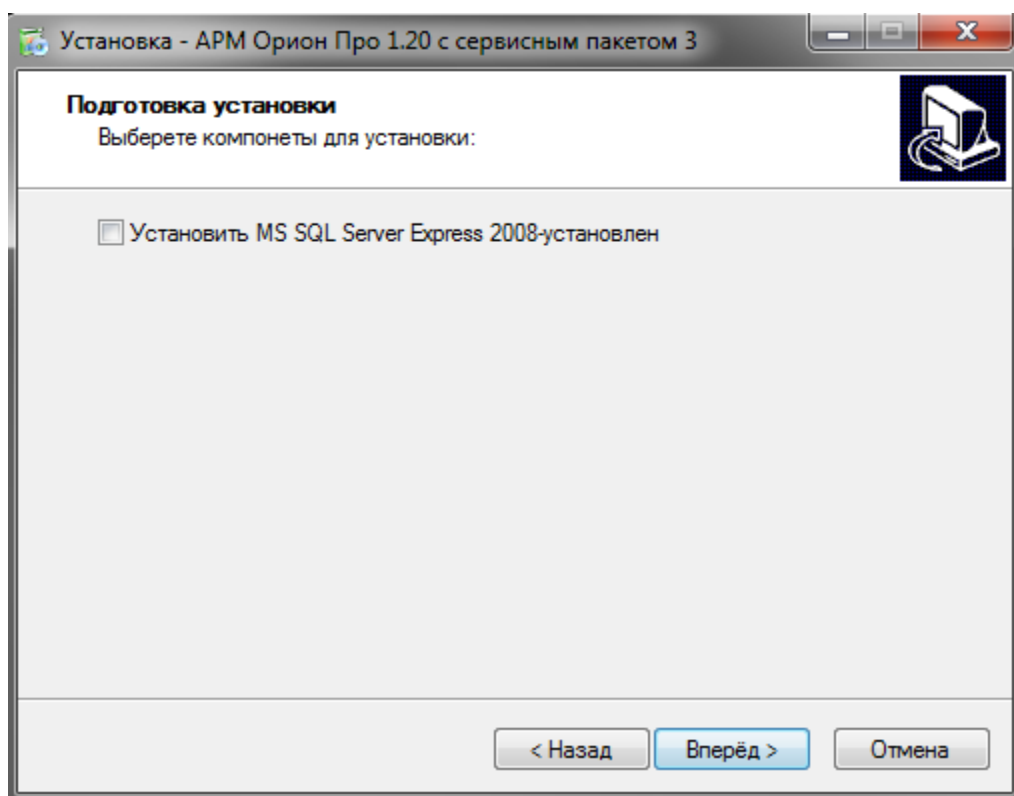 Установка - АРМ Орион Про 1.20 с сервисным пакетом 3
Подготовка установки
Выберете компонеты для установки:
Установить MS SQL Server Express 2008-установлен
< Назад
Вперёд >
Отмена